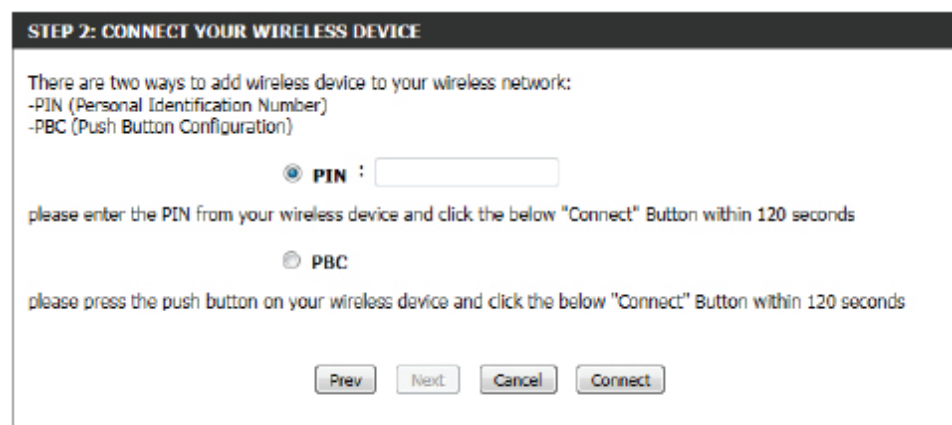 STEP 2: CONNECT YOUR WIRELESS DEVICE
There are two ways to add wireless device to your wireless network:
-PIN (Personal Identification Number)
-PBC (Push Button Configuration)
PIN :
please enter the PIN from your wireless device and click the below "Connect" Button within 120 seconds
PBC
please press the push button on your wireless device and click the below "Connect" Button within 120 seconds
Prev Next Cancel Connect